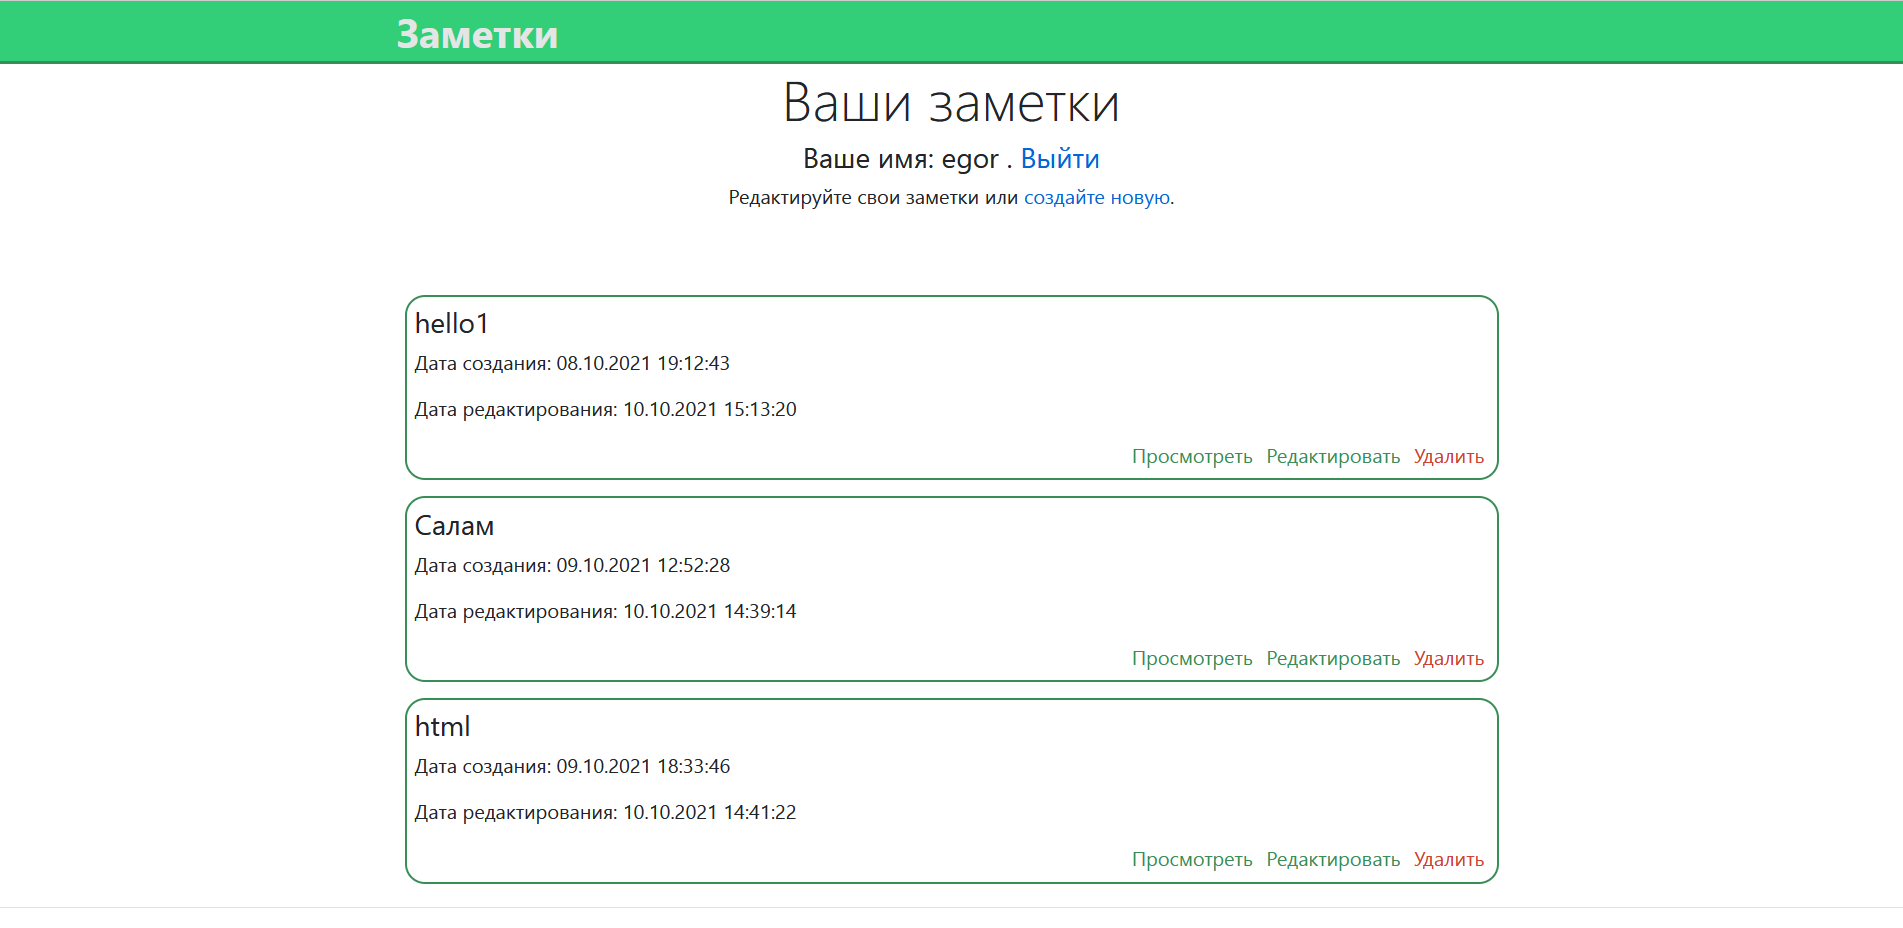 Заметки
Ваши заметки
Ваше имя: egor . Выйти
Редактируйте свои заметки или создайте новую.
hello1
Дата создания: 08.10.2021 19:12:43
Дата редактирования: 10.10.2021 15:13:20
Просмотреть Редактировать Удалить
Салам
Дата создания: 09.10.2021 12:52:28
Дата редактирования: 10.10.2021 14:39:14
Просмотреть Редактировать Удалить
html
Дата создания: 09.10.2021 18:33:46
Дата редактирования: 10.10.2021 14:41:22
Просмотреть Редактировать Удалить